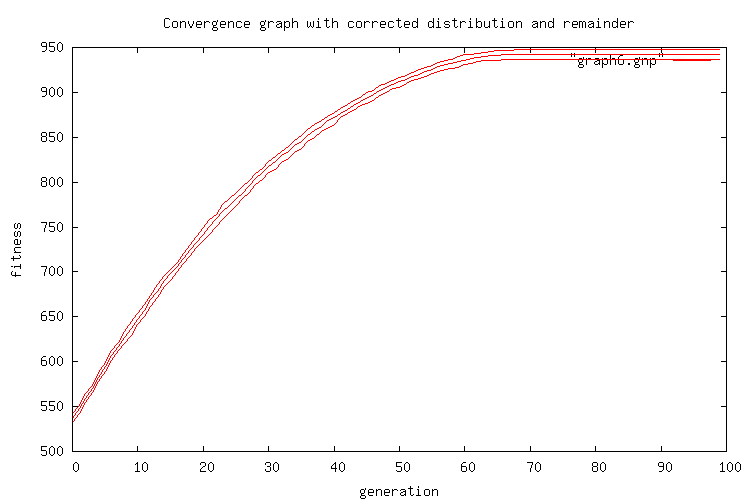 Convergence graph with corrected distribution and remainder
950
"graph6.gnp"
900
850
800
750
700
650
600
550
500
fitness
0 10 20 30 40 50 60 70 80 90 100
generation